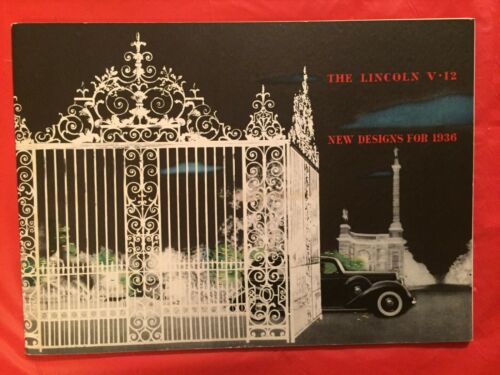 THE LINCOLN V·12
NEW DESIGNS FOR 1936